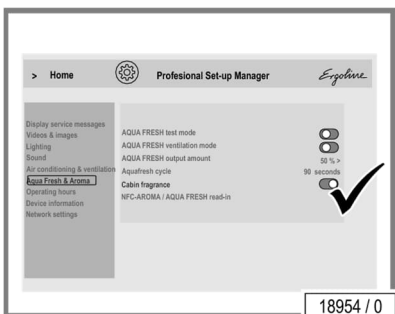 > Home Profesional Set-up Manager Ergoline
Display service messages
Videos & images
Lighting
Sound
Air conditioning & ventilation
Aqua Fresh & Aroma
Operating hours
Device information
Network settings
AQUA FRESH test mode
AQUA FRESH ventilation mode
AQUA FRESH output amount 50 % >
Aquafresh cycle 90 seconds
Cabin fragrance
NFC-AROMA / AQUA FRESH read-in
18954 / 0